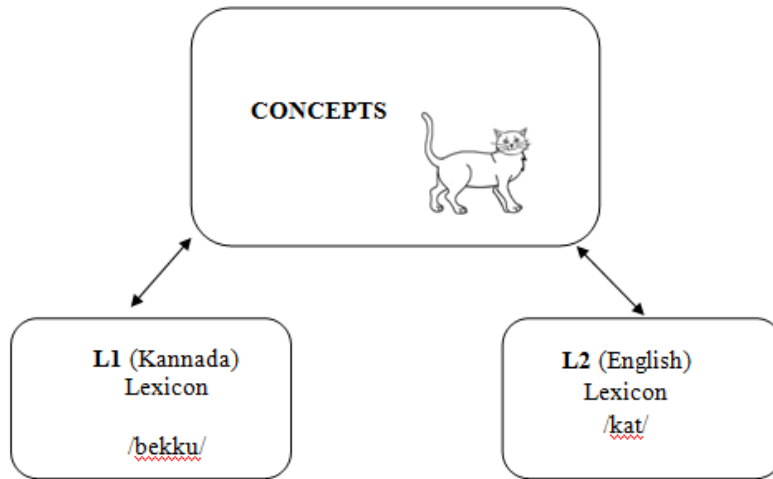 CONCEPTS
L1 (Kannada)
Lexicon
/bekku/
L2 (English)
Lexicon
/kat/